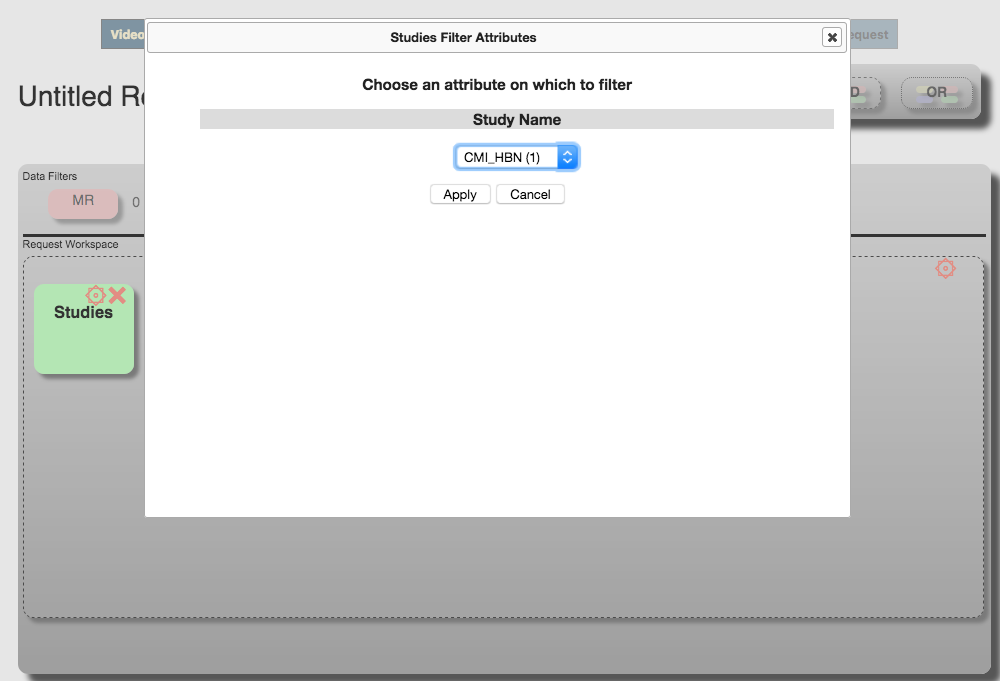 Video
Studies Filter Attributes
equest
Untitled Re
Choose an attribute on which to filter
D
OR
Study Name
CMI_HBN (1)
Apply
Cancel
Data Filters
MR
0
Request Workspace
Studies